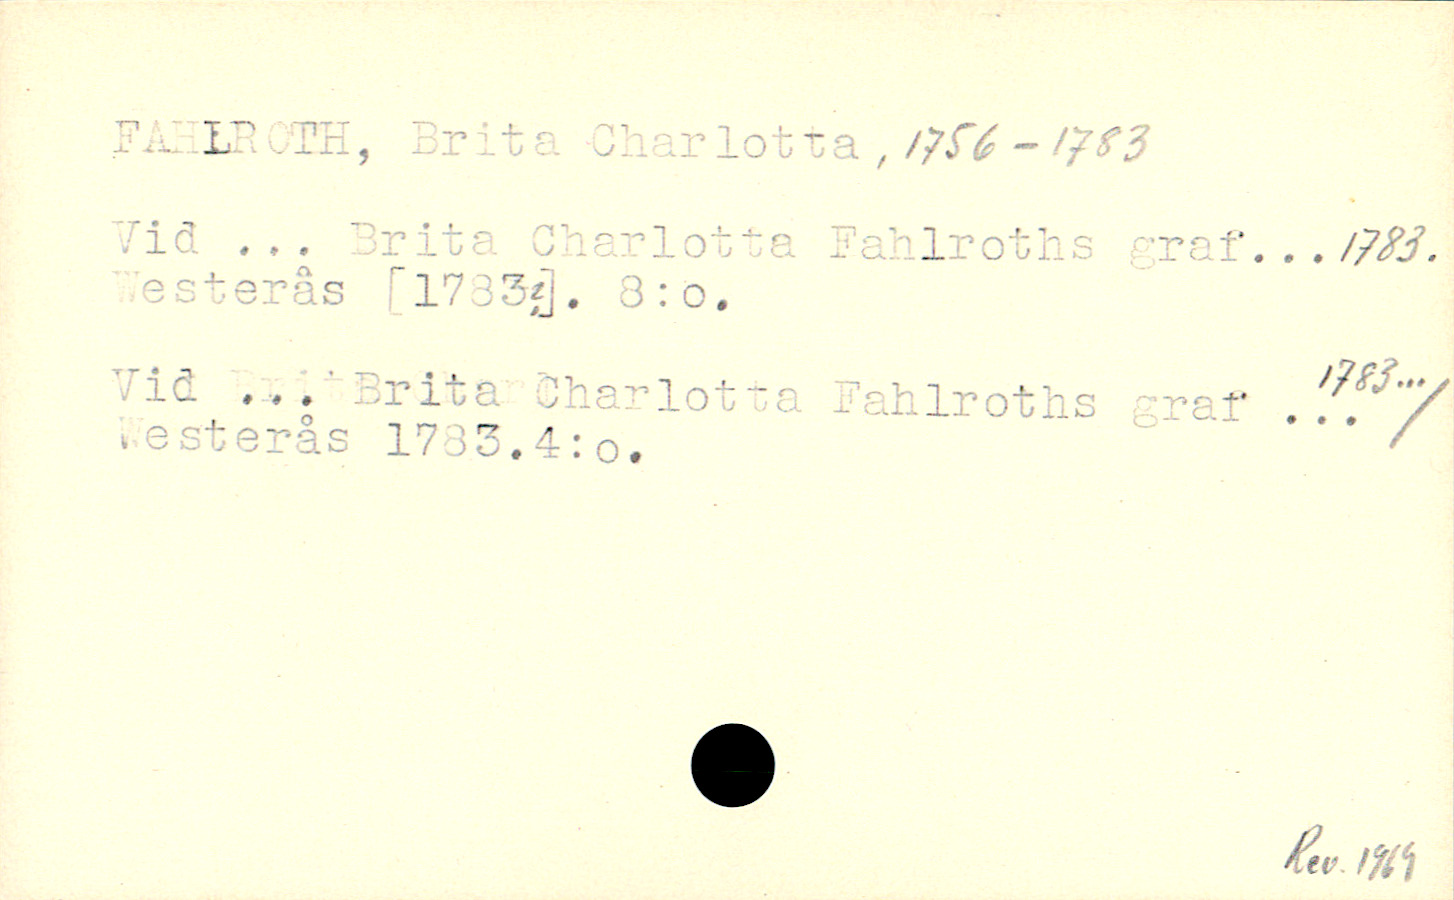 FAHLROTH, Brita Charlotta, 1756-1783
Vid ... Brita Charlotta Fahlroths graf...1783.
Westerås [1783]. 8:o.
Vid ... Brita Charlotta Fahlroths graf ... 1783... /
Westerås 1783.4:o.
Rev. 1969